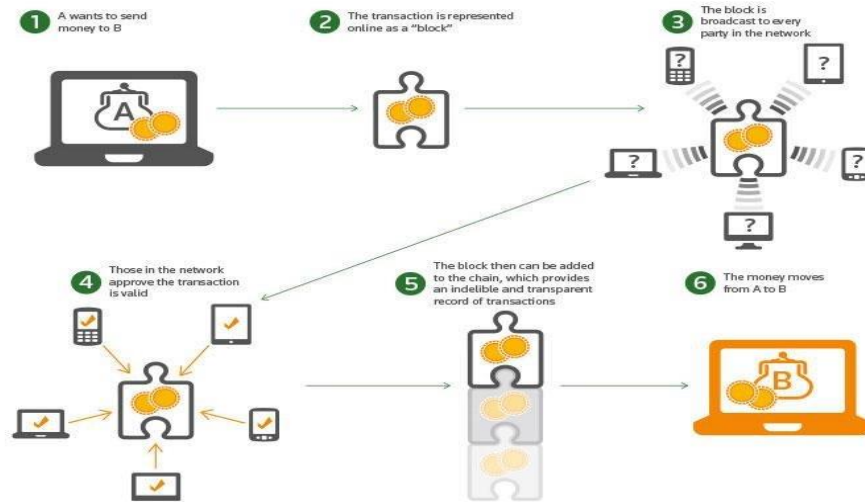 1 A wants to send
money to B
2 The transaction is represented
online as a “block”
3 The block is
broadcast to every
party in the network
A
?
?
?
?
?
4 Those in the network
approve the transaction
is valid
5 The block then can be added
to the chain, which provides
an indelible and transparent
record of transactions
6 The money moves
from A to B
B